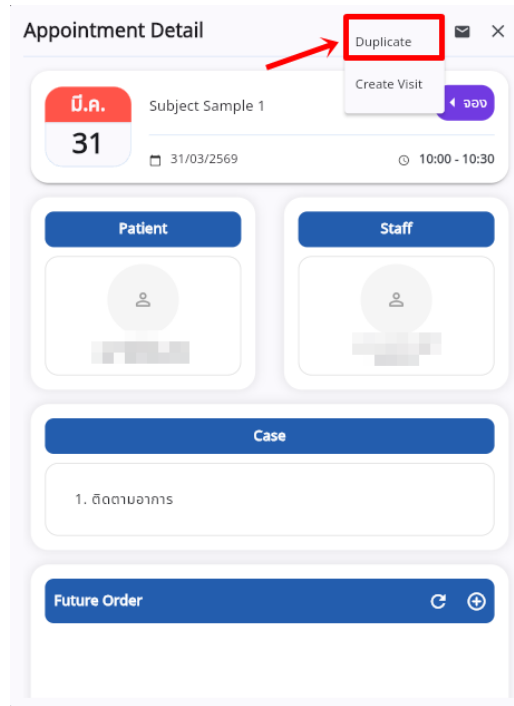 Appointment Detail
Duplicate
Create Visit
มี.ค.
31
Subject Sample 1
จอง
31/03/2569
10:00 - 10:30
Patient
Staff
Case
1. ติดตามอาการ
Future Order